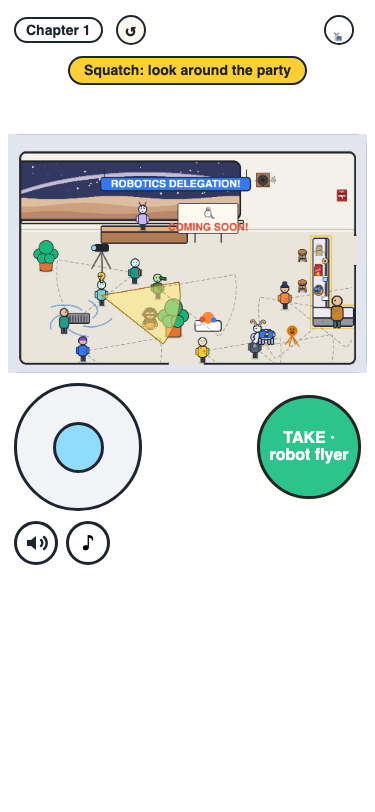 Chapter 1
↺
Squatch: look around the party
ROBOTICS DELEGATION!
COMING SOON!
TAKE ·
robot flyer